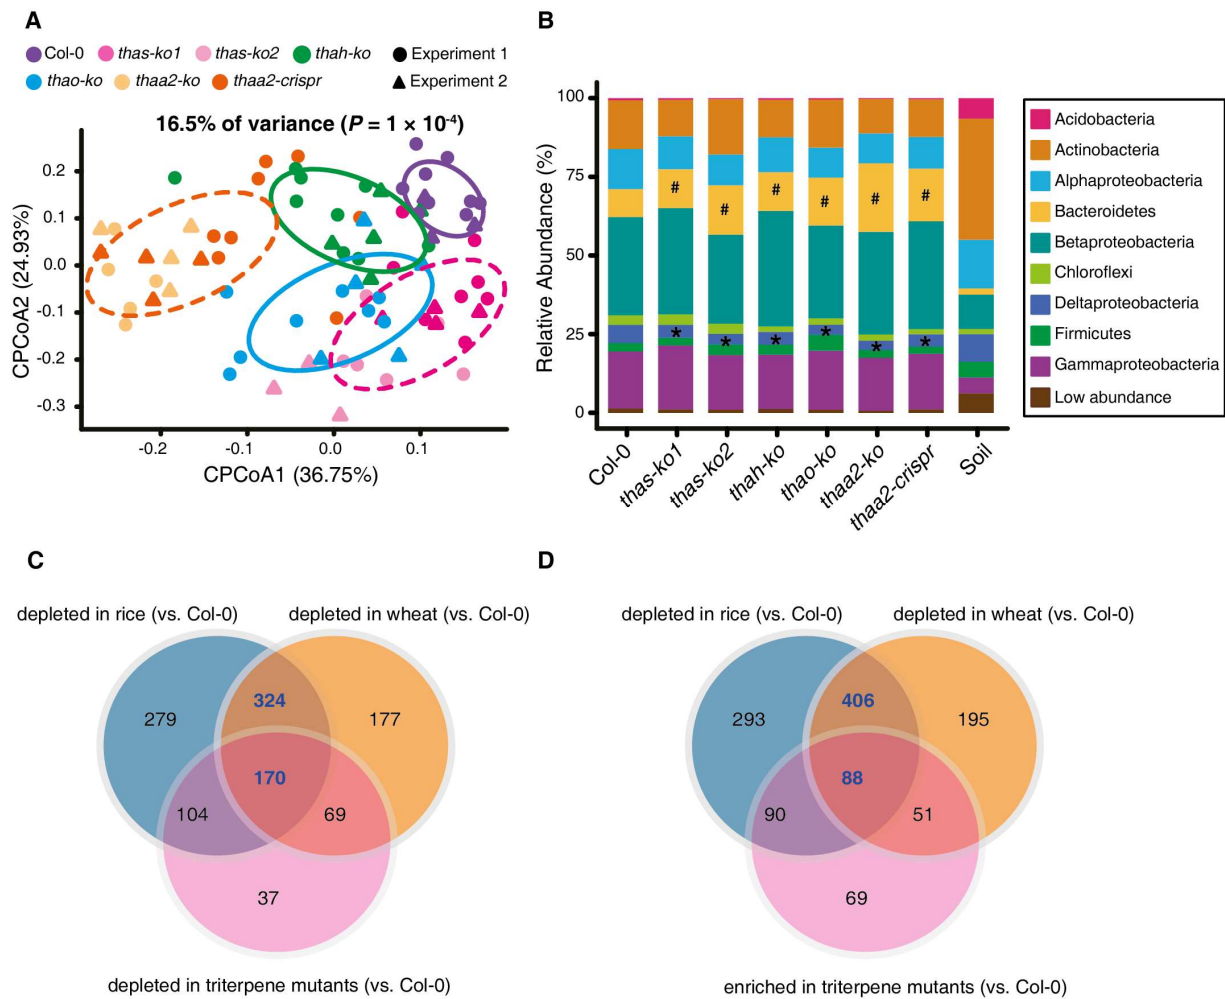 A
Col-0 thas-ko1 thas-ko2 thah-ko Experiment 1
thao-ko thaa2-ko thaa2-crispr Experiment 2
16.5% of variance (P = 1 × 10⁻⁴)
0.2
0.1
0.0
-0.1
-0.2
-0.3
CPCoA2 (24.93%)
-0.2 -0.1 0.0 0.1
CPCoA1 (36.75%)
B
100
75
50
25
0
Relative Abundance (%)
# # # # # #
* * * * * *
Col-0 thas-ko1 thas-ko2 thah-ko thao-ko thaa2-ko thaa2-crispr Soil
Acidobacteria
Actinobacteria
Alphaproteobacteria
Bacteroidetes
Betaproteobacteria
Chloroflexi
Deltaproteobacteria
Firmicutes
Gammaproteobacteria
Low abundance
C
depleted in rice (vs. Col-0) depleted in wheat (vs. Col-0)
324
279 177
170
104 69
37
depleted in triterpene mutants (vs. Col-0)
D
depleted in rice (vs. Col-0) depleted in wheat (vs. Col-0)
406
293 195
88
90 51
69
enriched in triterpene mutants (vs. Col-0)